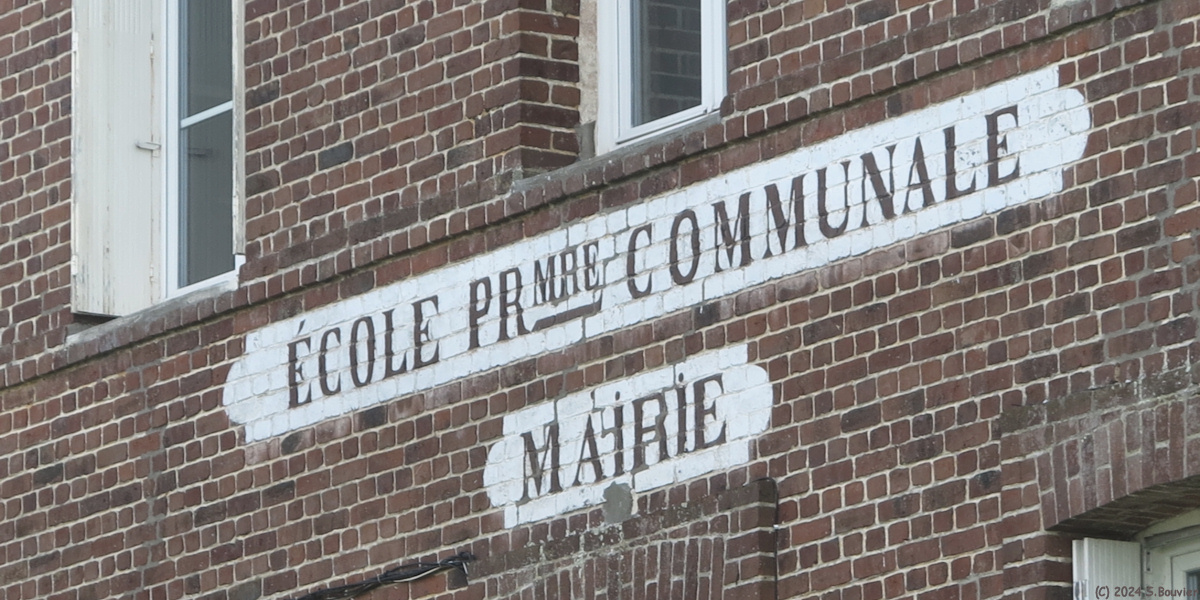 ÉCOLE PRMRE COMMUNALE
MAIRIE
(C) 2024 S.Bouvier